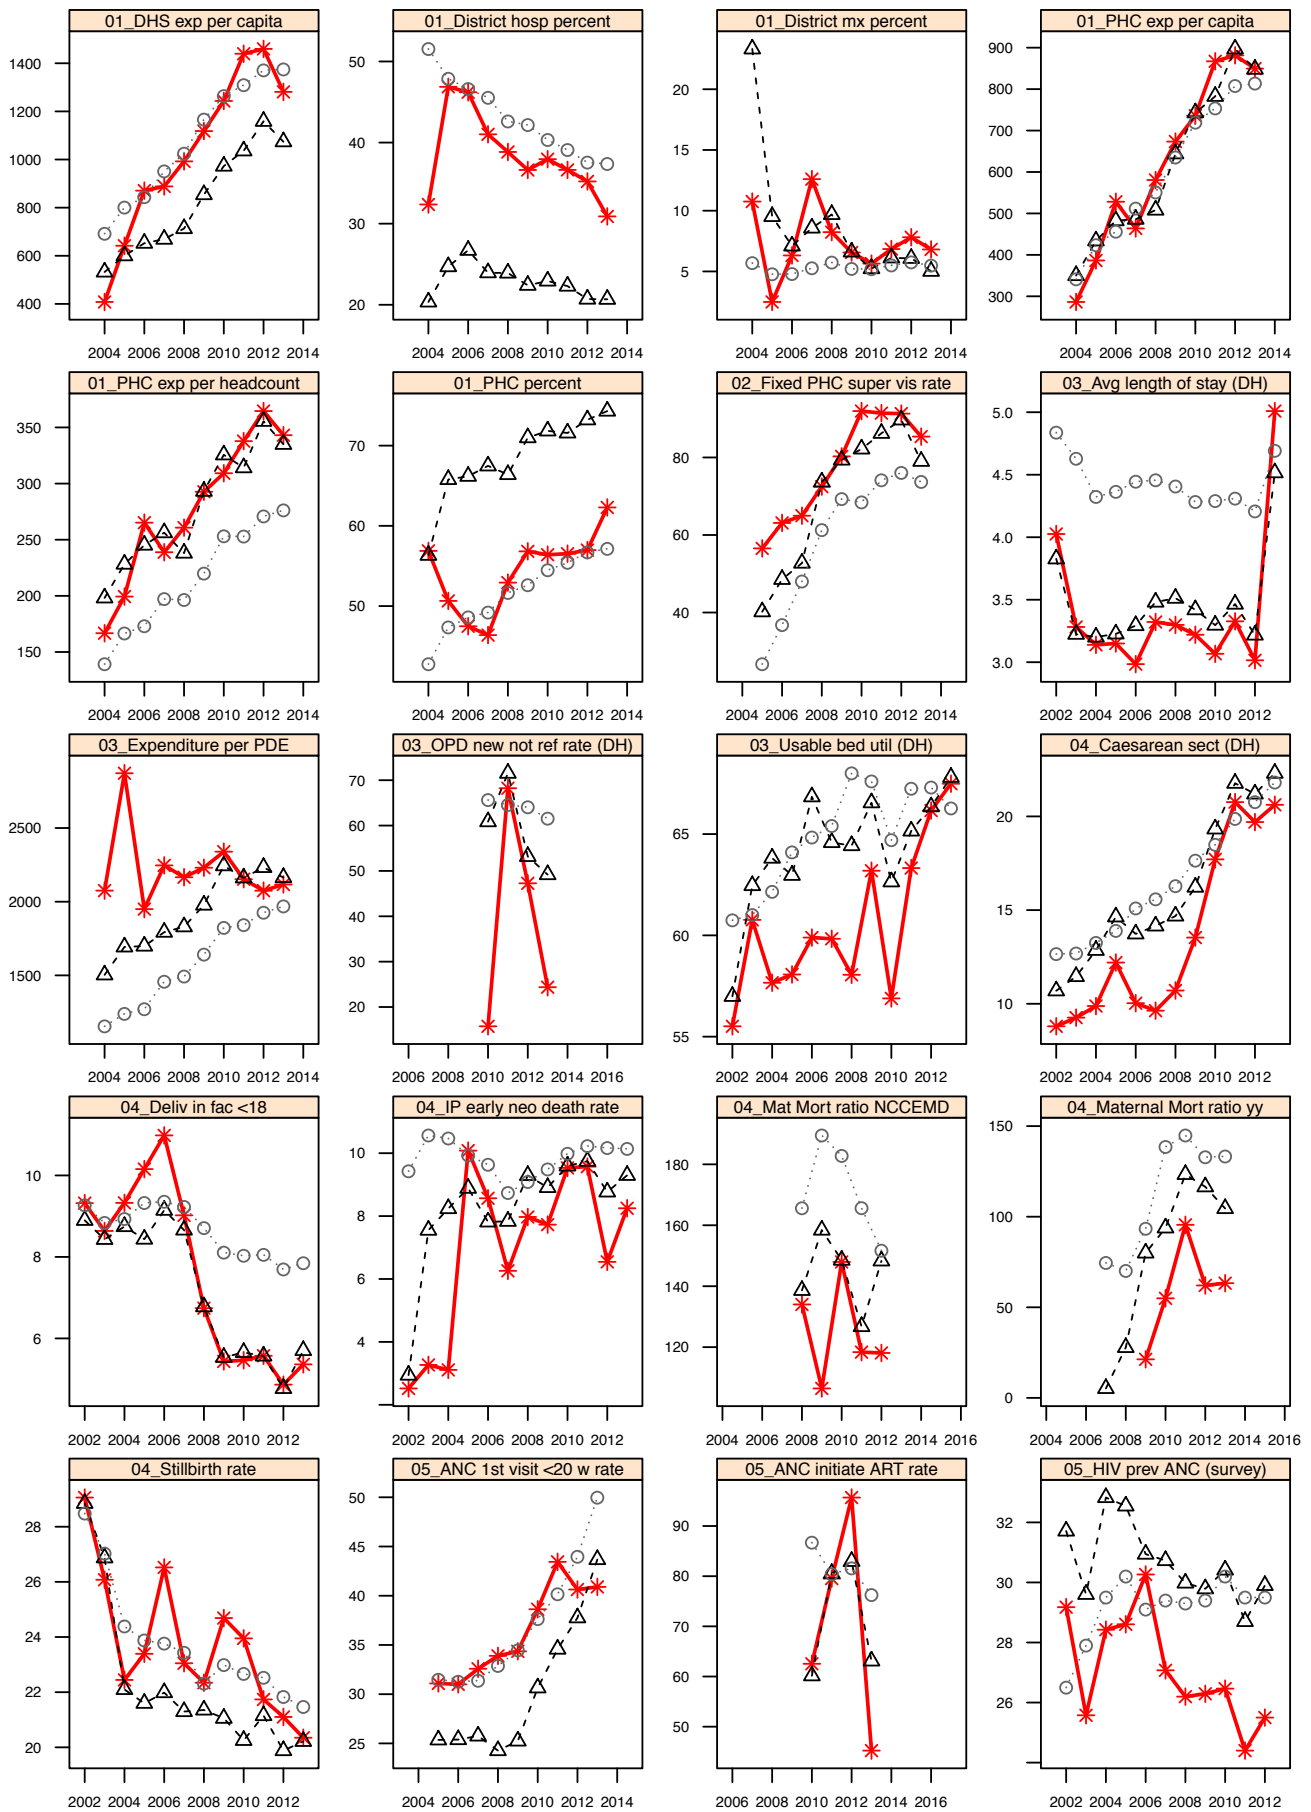 01_DHS exp per capita
400 600 800 1000 1200 1400
2004 2006 2008 2010 2012 2014
01_District hosp percent
20 30 40 50
2004 2006 2008 2010 2012 2014
01_District mx percent
5 10 15 20
2004 2006 2008 2010 2012 2014
01_PHC exp per capita
300 400 500 600 700 800 900
2004 2006 2008 2010 2012 2014
01_PHC exp per headcount
150 200 250 300 350
2004 2006 2008 2010 2012 2014
01_PHC percent
50 60 70
2004 2006 2008 2010 2012 2014
02_Fixed PHC super vis rate
40 60 80
2004 2006 2008 2010 2012 2014
03_Avg length of stay (DH)
3.0 3.5 4.0 4.5 5.0
2002 2004 2006 2008 2010 2012
03_Expenditure per PDE
1500 2000 2500
2004 2006 2008 2010 2012 2014
03_OPD new not ref rate (DH)
20 30 40 50 60 70
2006 2008 2010 2012 2014 2016
03_Usable bed util (DH)
55 60 65
2002 2004 2006 2008 2010 2012
04_Caesarean sect (DH)
10 15 20
2002 2004 2006 2008 2010 2012
04_Deliv in fac <18
6 8 10
2002 2004 2006 2008 2010 2012
04_IP early neo death rate
4 6 8 10
2002 2004 2006 2008 2010 2012
04_Mat Mort ratio NCCEMD
120 140 160 180
2004 2006 2008 2010 2012 2014 2016
04_Maternal Mort ratio yy
0 50 100 150
2004 2006 2008 2010 2012 2014 2016
04_Stillbirth rate
20 22 24 26 28
2002 2004 2006 2008 2010 2012
05_ANC 1st visit <20 w rate
25 30 35 40 45 50
2004 2006 2008 2010 2012 2014
05_ANC initiate ART rate
50 60 70 80 90
2006 2008 2010 2012 2014 2016
05_HIV prev ANC (survey)
26 28 30 32
2002 2004 2006 2008 2010 2012